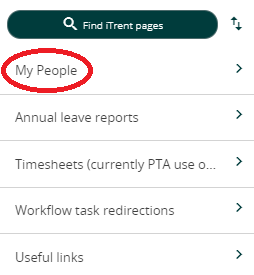 Find iTrent pages
My People
Annual leave reports
Timesheets (currently PTA use o...
Workflow task redirections
Useful links